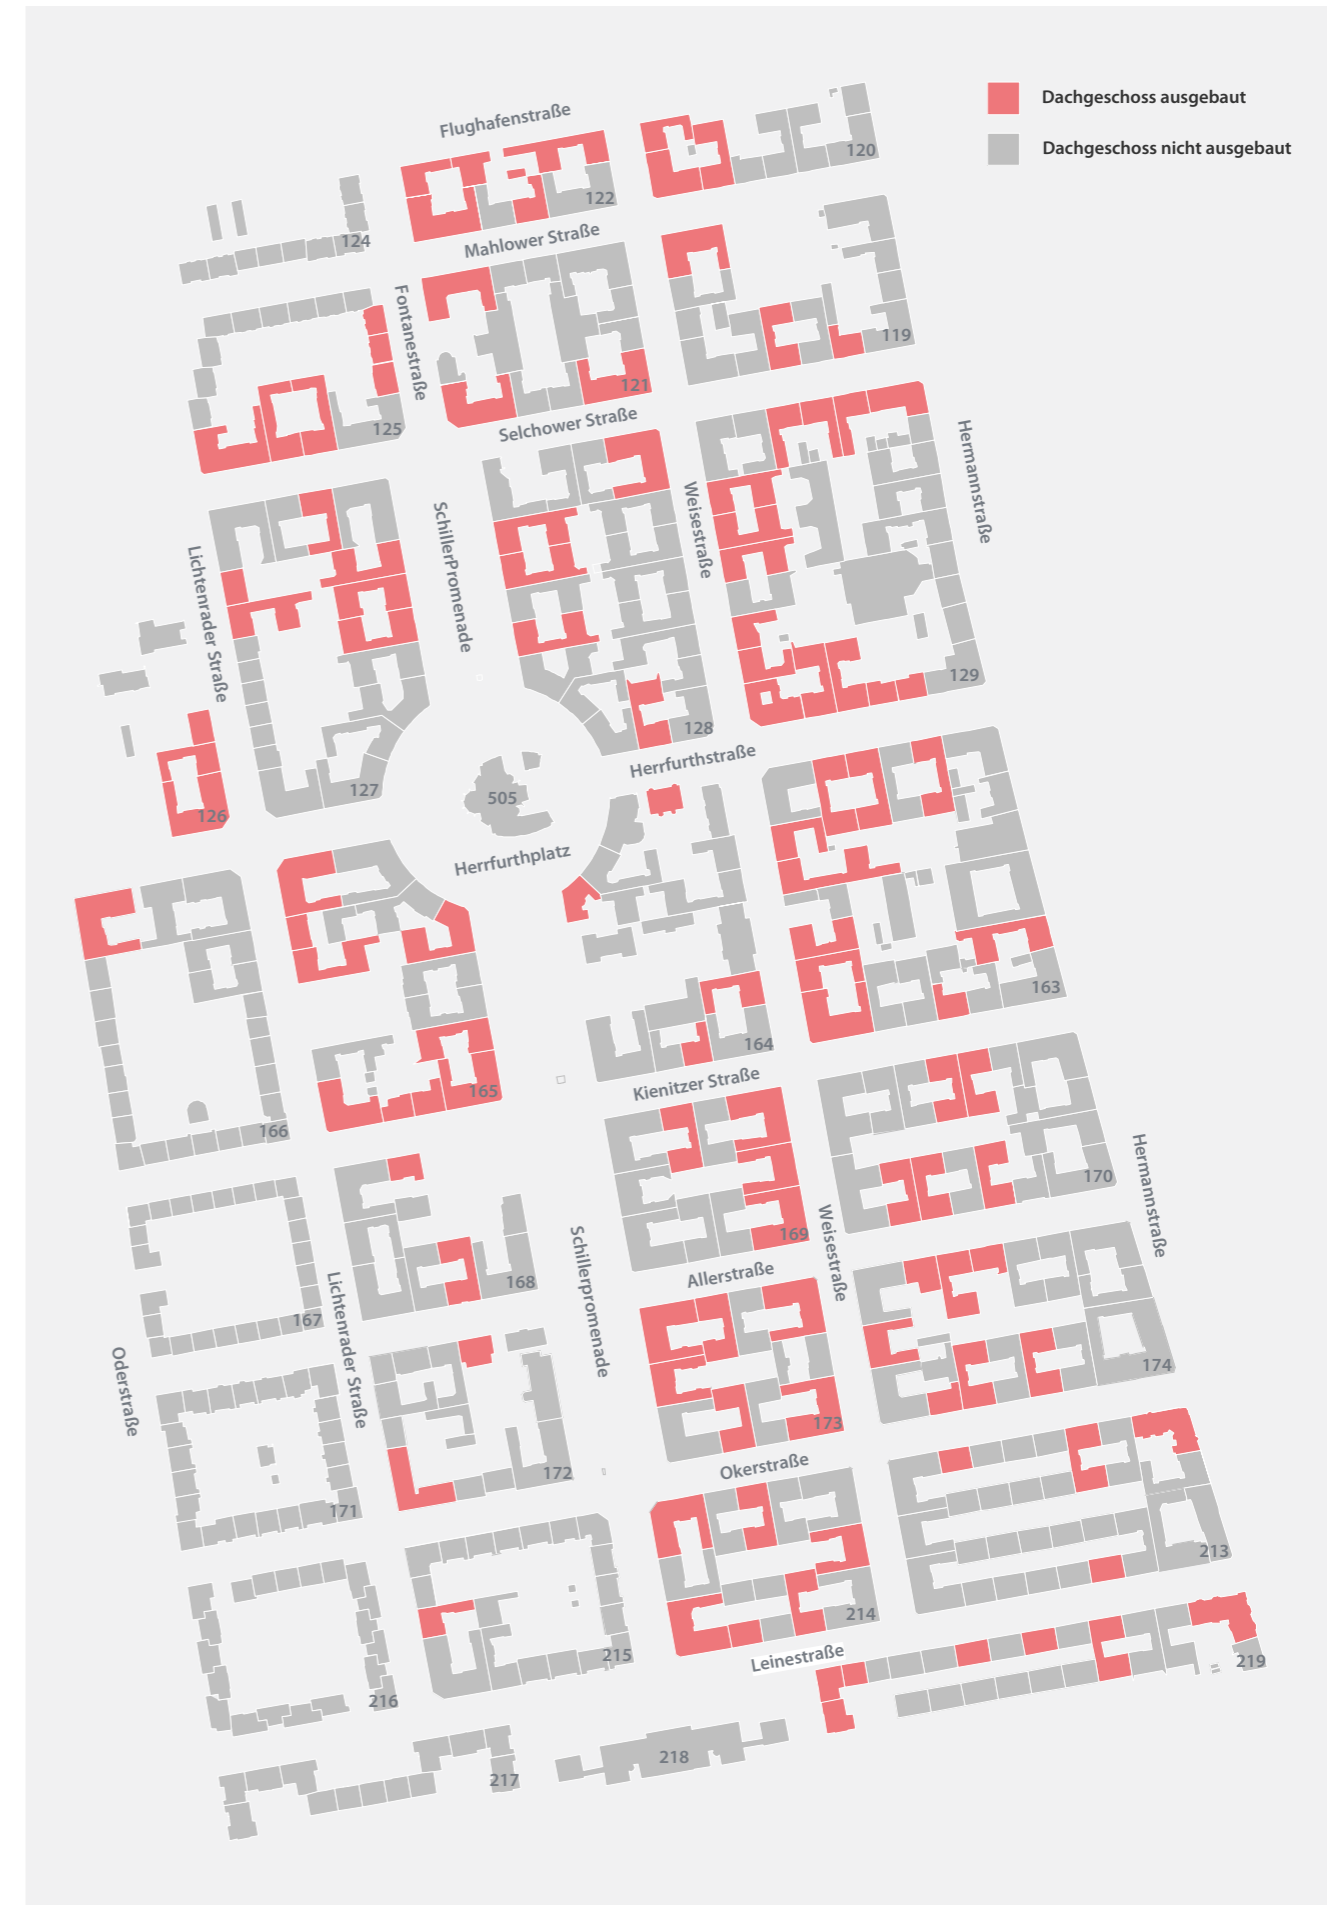 Dachgeschoss ausgebaut
Dachgeschoss nicht ausgebaut
Flughafenstraße
120
122
124
Mahlower Straße
Fontanestraße
119
121
125
Selchower Straße
Hermannstraße
Weisestraße
SchillerPromenade
Lichtenrader Straße
129
128
Herrfurthstraße
127
505
126
Herrfurthplatz
163
164
Kienitzer Straße
165
166
Hermannstraße
170
Weisestraße
169
Schillerpromenade
Allerstraße
168
Lichtenrader Straße
167
Oderstraße
174
173
Okerstraße
172
171
213
214
Leinestraße
215
219
216
218
217